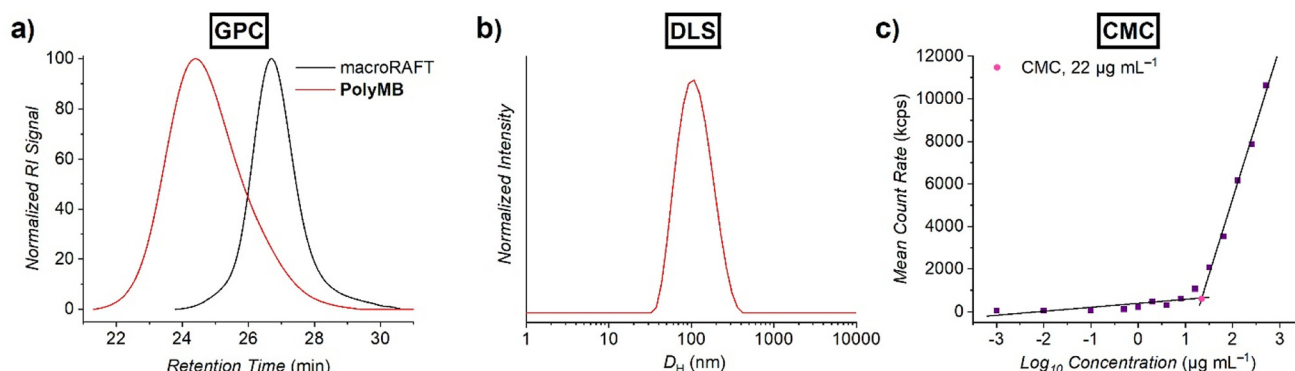 a)
GPC
macroRAFT
PolyMB
Normalized RI Signal
100
80
60
40
20
0
22
24
26
28
30
Retention Time (min)
b)
DLS
Normalized Intensity
1
10
100
1000
10000
D_H (nm)
c)
CMC
CMC, 22 µg mL⁻¹
Mean Count Rate (kcps)
12000
10000
8000
6000
4000
2000
0
-3
-2
-1
0
1
2
3
Log₁₀ Concentration (µg mL⁻¹)